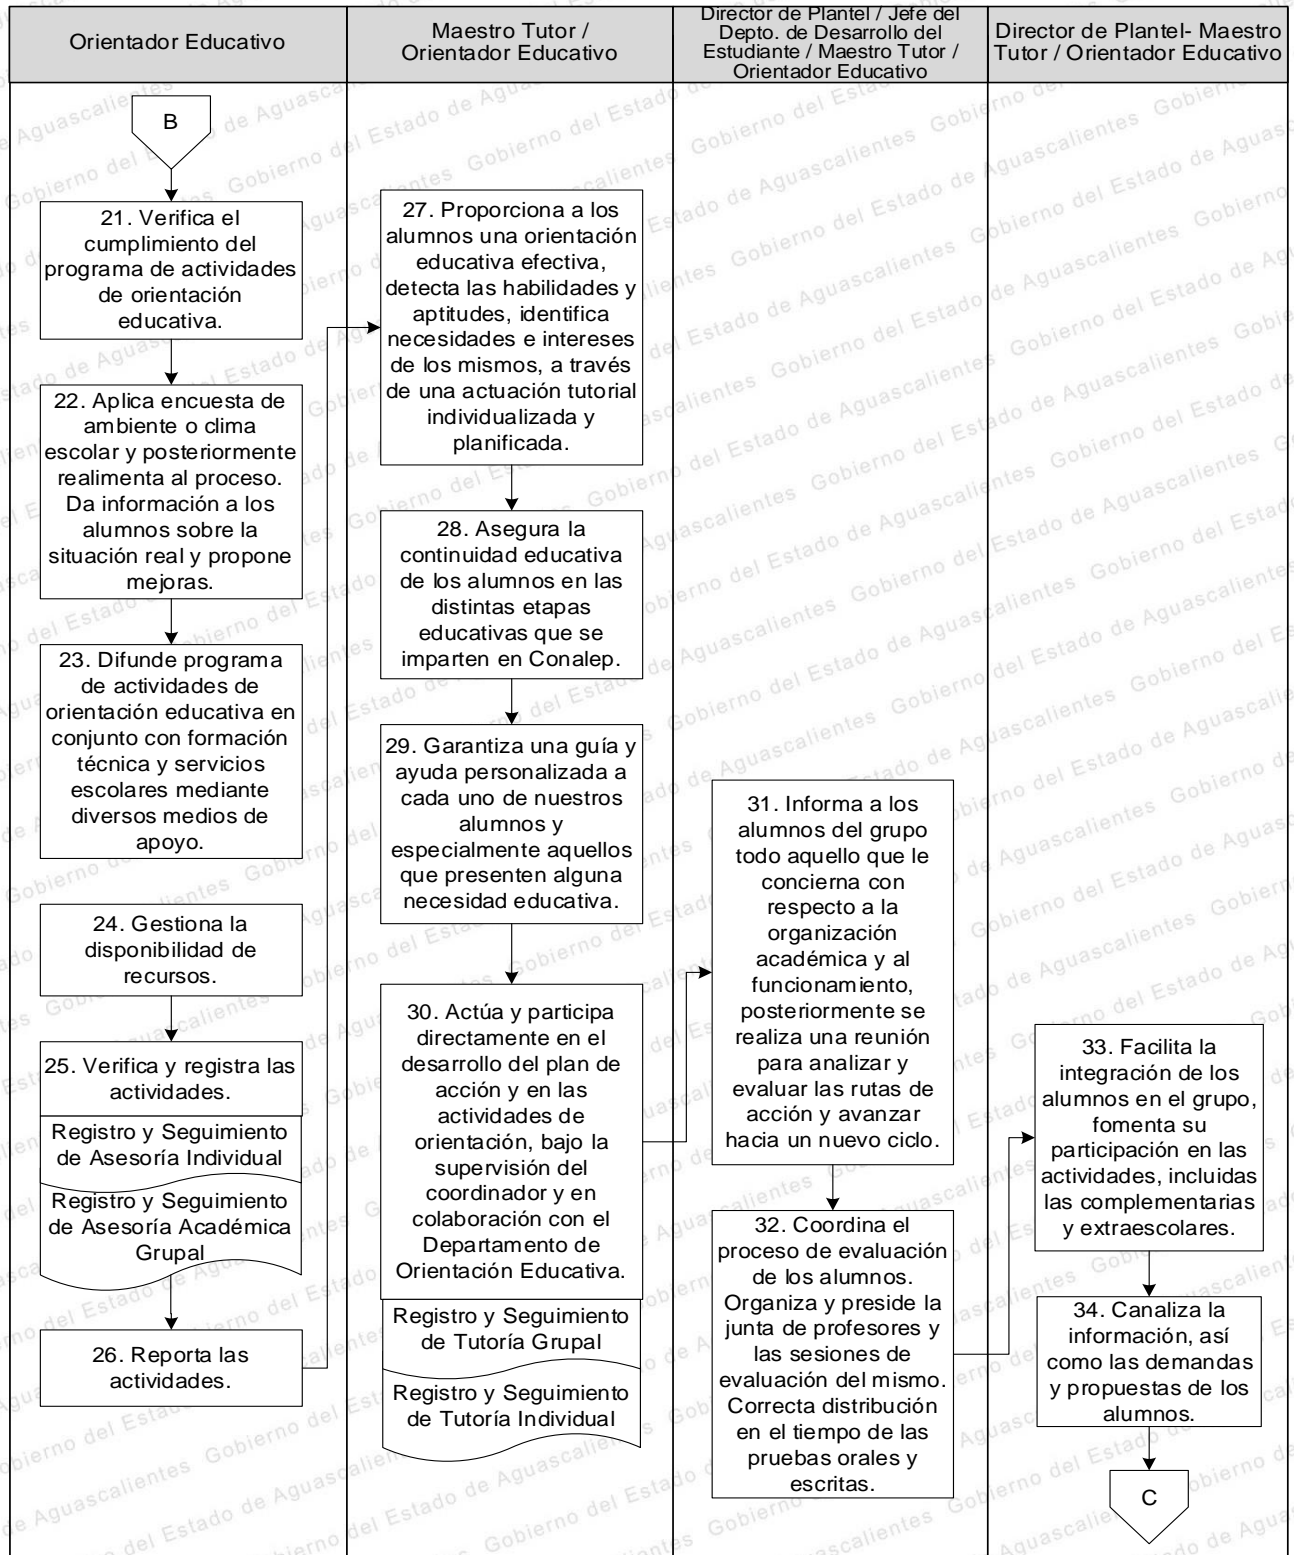 Orientador Educativo
Maestro Tutor /
Orientador Educativo
Director de Plantel / Jefe del
Depto. de Desarrollo del
Estudiante / Maestro Tutor /
Orientador Educativo
Director de Plantel- Maestro
Tutor / Orientador Educativo
B
21. Verifica el
cumplimiento del
programa de actividades
de orientación
educativa.
22. Aplica encuesta de
ambiente o clima
escolar y posteriormente
realimenta al proceso.
Da información a los
alumnos sobre la
situación real y propone
mejoras.
23. Difunde programa
de actividades de
orientación educativa en
conjunto con formación
técnica y servicios
escolares mediante
diversos medios de
apoyo.
24. Gestiona la
disponibilidad de
recursos.
25. Verifica y registra las
actividades.
Registro y Seguimiento
de Asesoría Individual
Registro y Seguimiento
de Asesoría Académica
Grupal
26. Reporta las
actividades.
27. Proporciona a los
alumnos una orientación
educativa efectiva,
detecta las habilidades y
aptitudes, identifica
necesidades e intereses
de los mismos, a través
de una actuación tutorial
individualizada y
planificada.
28. Asegura la
continuidad educativa
de los alumnos en las
distintas etapas
educativas que se
imparten en Conalep.
29. Garantiza una guía y
ayuda personalizada a
cada uno de nuestros
alumnos y
especialmente aquellos
que presenten alguna
necesidad educativa.
30. Actúa y participa
directamente en el
desarrollo del plan de
acción y en las
actividades de
orientación, bajo la
supervisión del
coordinador y en
colaboración con el
Departamento de
Orientación Educativa.
Registro y Seguimiento
de Tutoría Grupal
Registro y Seguimiento
de Tutoría Individual
31. Informa a los
alumnos del grupo
todo aquello que le
concierna con
respecto a la
organización
académica y al
funcionamiento,
posteriormente se
realiza una reunión
para analizar y
evaluar las rutas de
acción y avanzar
hacia un nuevo ciclo.
32. Coordina el
proceso de evaluación
de los alumnos.
Organiza y preside la
junta de profesores y
las sesiones de
evaluación del mismo.
Correcta distribución
en el tiempo de las
pruebas orales y
escritas.
33. Facilita la
integración de los
alumnos en el grupo,
fomenta su
participación en las
actividades, incluidas
las complementarias
y extraescolares.
34. Canaliza la
información, así
como las demandas
y propuestas de los
alumnos.
C
Gobierno del Estado de Aguascalientes